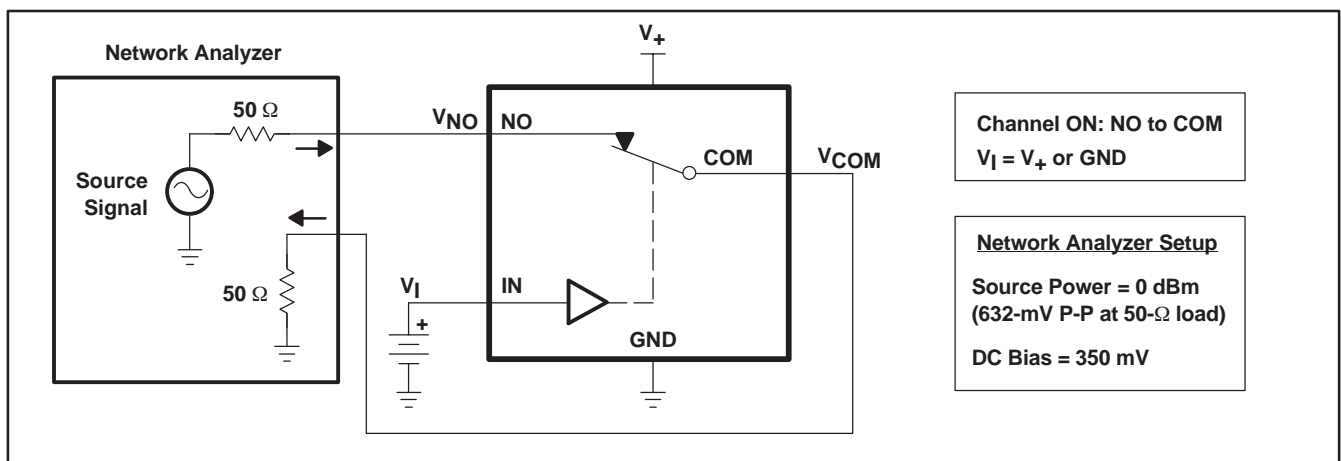 Network Analyzer
50 Ω
Source
Signal
50 Ω
V+
VNO
NO
COM
VCOM
VI
IN
+
GND
Channel ON: NO to COM
VI = V+ or GND
Network Analyzer Setup
Source Power = 0 dBm
(632-mV P-P at 50-Ω load)
DC Bias = 350 mV